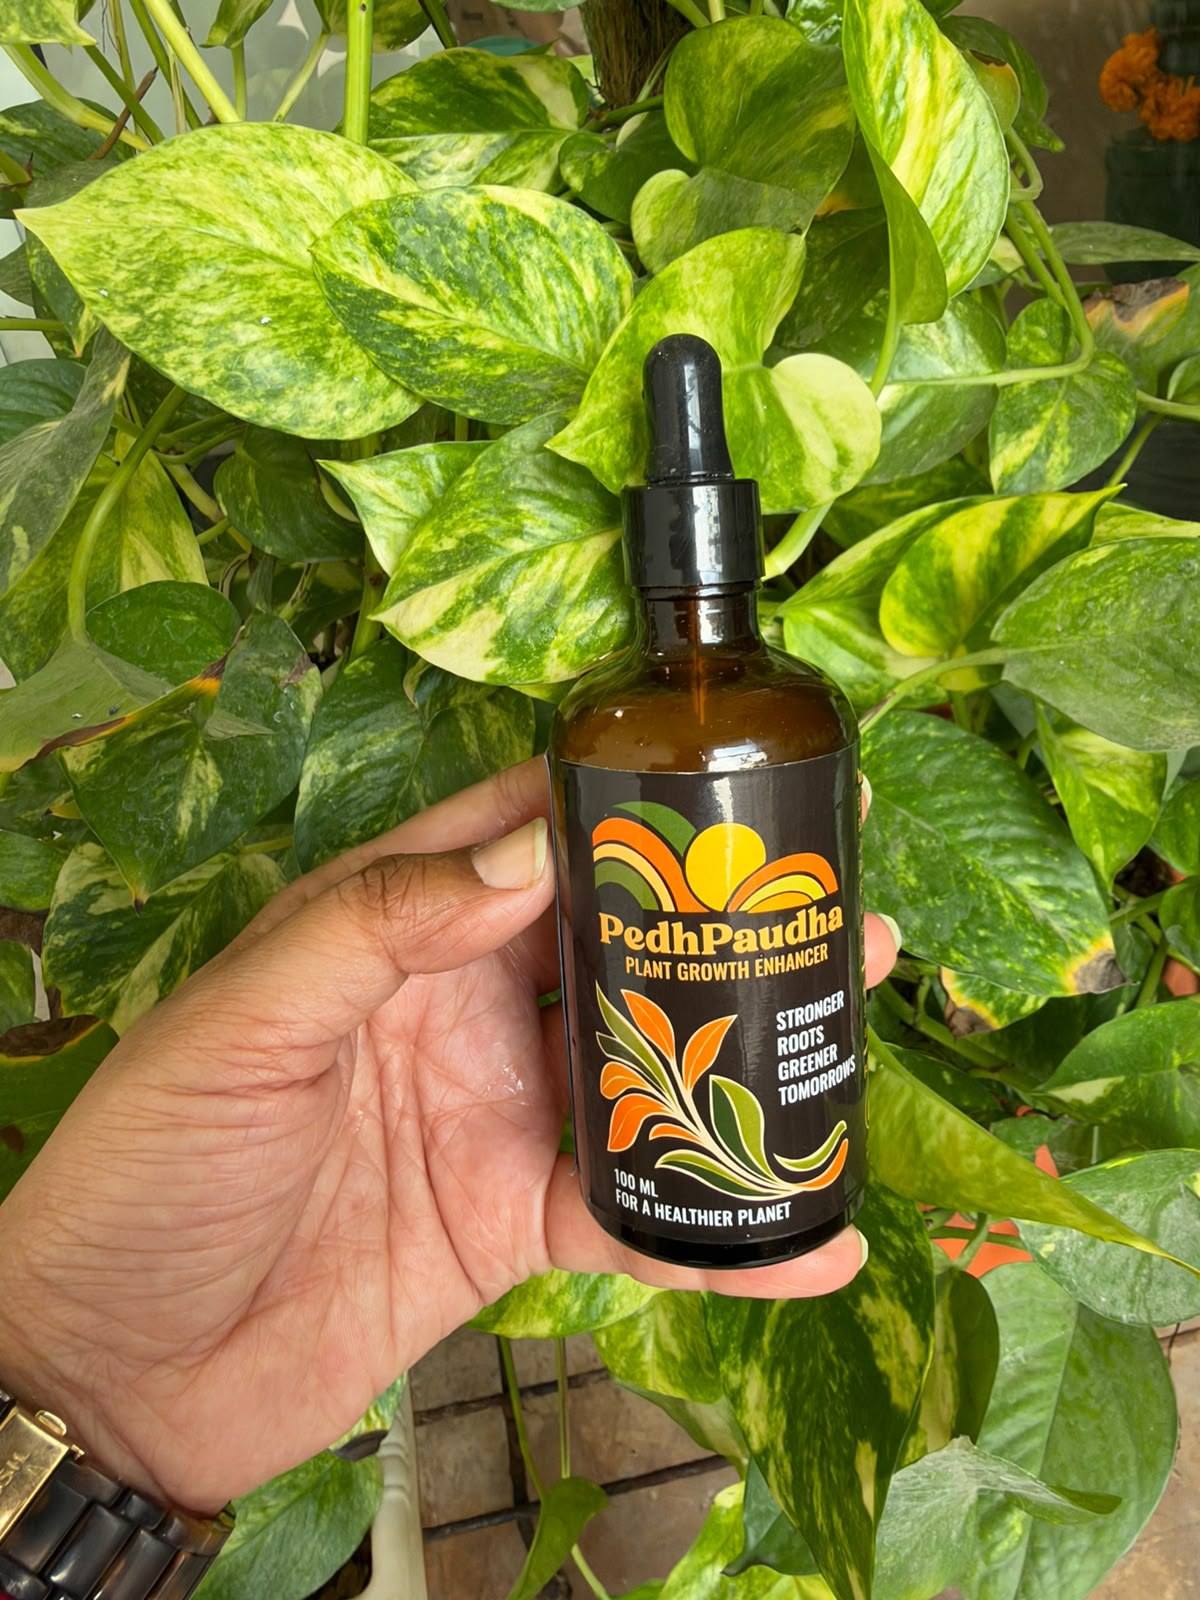 PedhPaudha
PLANT GROWTH ENHANCER
STRONGER
ROOTS
GREENER
TOMORROWS
100 ML
FOR A HEALTHIER PLANET